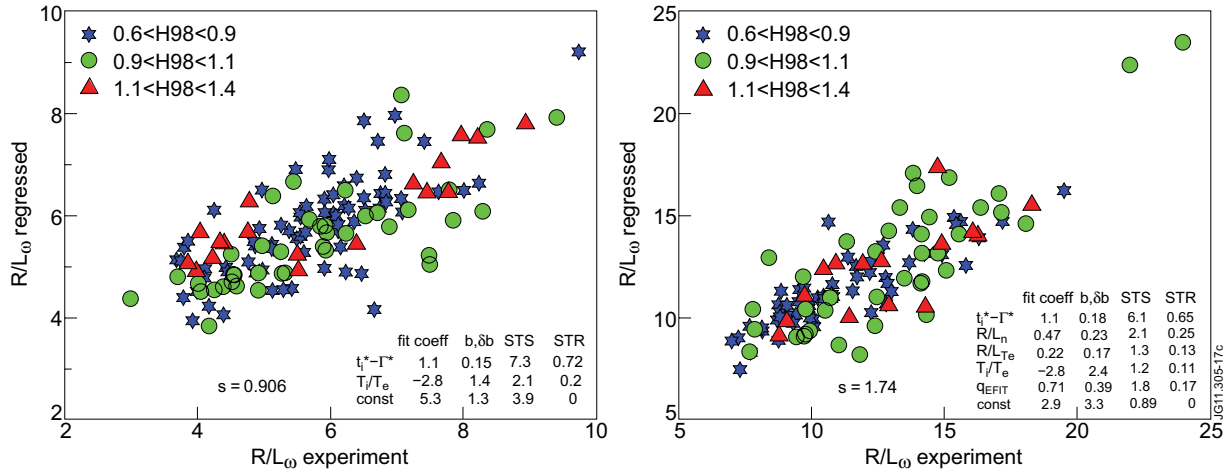 10
8
6
4
2
2
4
6
8
10
R/Lω regressed
R/Lω experiment
0.6<H98<0.9
0.9<H98<1.1
1.1<H98<1.4
s = 0.906
fit coeff b,δb STS STR
ti*−Γ* 1.1 0.15 7.3 0.72
Ti/Te −2.8 1.4 2.1 0.2
const 5.3 1.3 3.9 0
25
20
15
10
5
5
10
15
20
25
R/Lω regressed
R/Lω experiment
0.6<H98<0.9
0.9<H98<1.1
1.1<H98<1.4
s = 1.74
fit coeff b,δb STS STR
ti*−Γ* 1.1 0.18 6.1 0.65
R/Ln 0.47 0.23 2.1 0.25
R/LTe 0.22 0.17 1.3 0.13
Ti/Te −2.8 2.4 1.2 0.11
qEFIT 0.71 0.39 1.8 0.17
const 2.9 3.3 0.89 0
JG11.305-17c